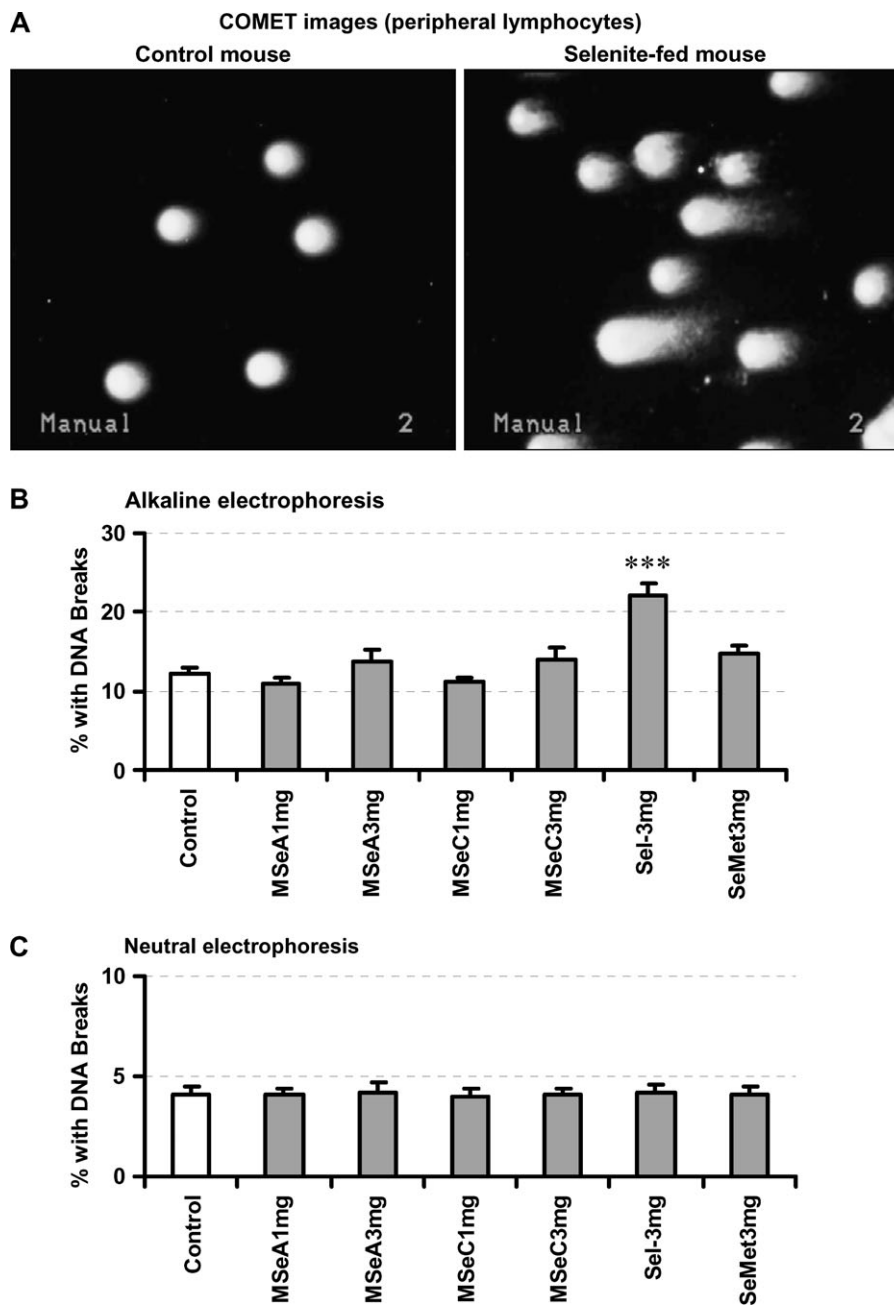 A
COMET images (peripheral lymphocytes)
Control mouse
Selenite-fed mouse
Manual 2
Manual 2
B
Alkaline electrophoresis
% with DNA Breaks
30
20
10
0
***
Control
MSeA1mg
MSeA3mg
MSeC1mg
MSeC3mg
Sel-3mg
SeMet3mg
C
Neutral electrophoresis
% with DNA Breaks
10
5
0
Control
MSeA1mg
MSeA3mg
MSeC1mg
MSeC3mg
Sel-3mg
SeMet3mg